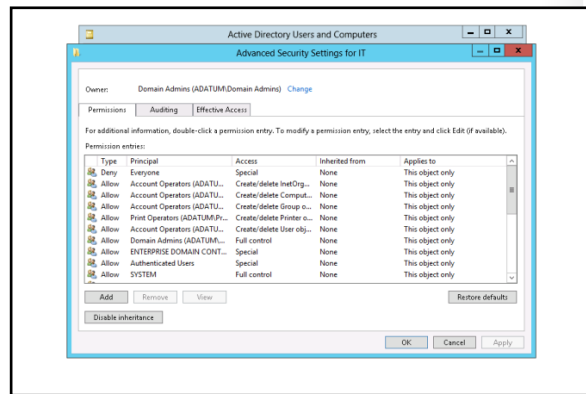 Active Directory Users and Computers
Advanced Security Settings for IT
Owner: Domain Admins (ADATUM\Domain Admins) Change
Permissions Auditing Effective Access
For additional information, double-click a permission entry. To modify a permission entry, select the entry and click Edit (if available).
Permission entries:
Type Principal Access Inherited from Applies to
Deny Everyone Special None This object only
Allow Account Operators (ADATU... Create/delete InetOrg... None This object only
Allow Account Operators (ADATU... Create/delete Comput... None This object only
Allow Account Operators (ADATU... Create/delete Group o... None This object only
Allow Print Operators (ADATUM\Pr... Create/delete Printer o... None This object only
Allow Account Operators (ADATU... Create/delete User obj... None This object only
Allow Domain Admins (ADATUM\... Full control None This object only
Allow ENTERPRISE DOMAIN CONT... Special None This object only
Allow Authenticated Users Special None This object only
Allow SYSTEM Full control None This object only
Add Remove View Restore defaults
Disable inheritance
OK Cancel Apply